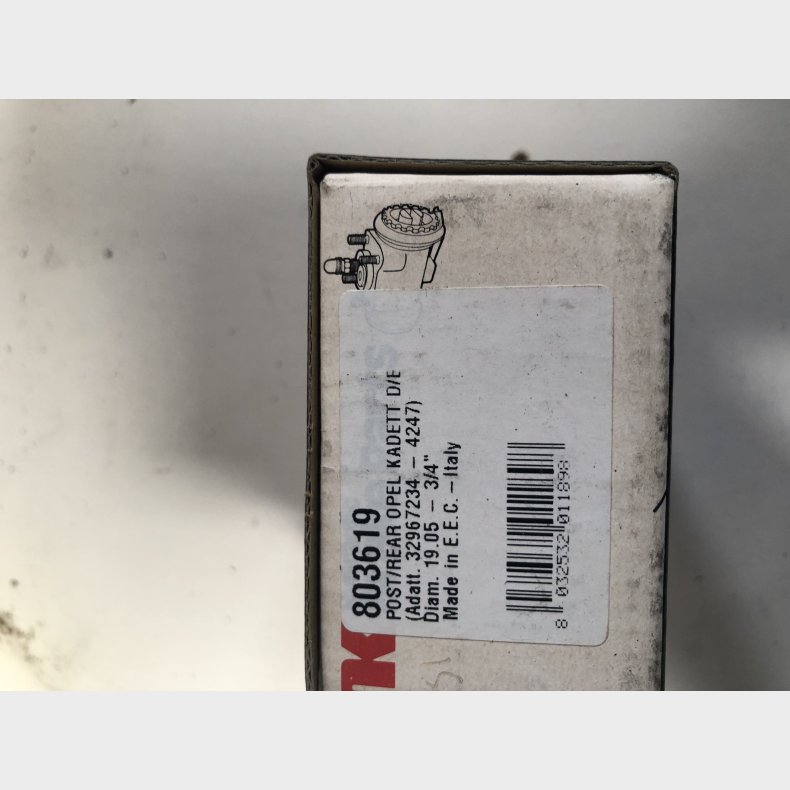 803619
POST/REAR OPEL KADETT D/E
(Adatt. 32967234 - 4247)
Diam. 19.05 - 3/4"
Made in E.E.C. - Italy
8 032532 011898